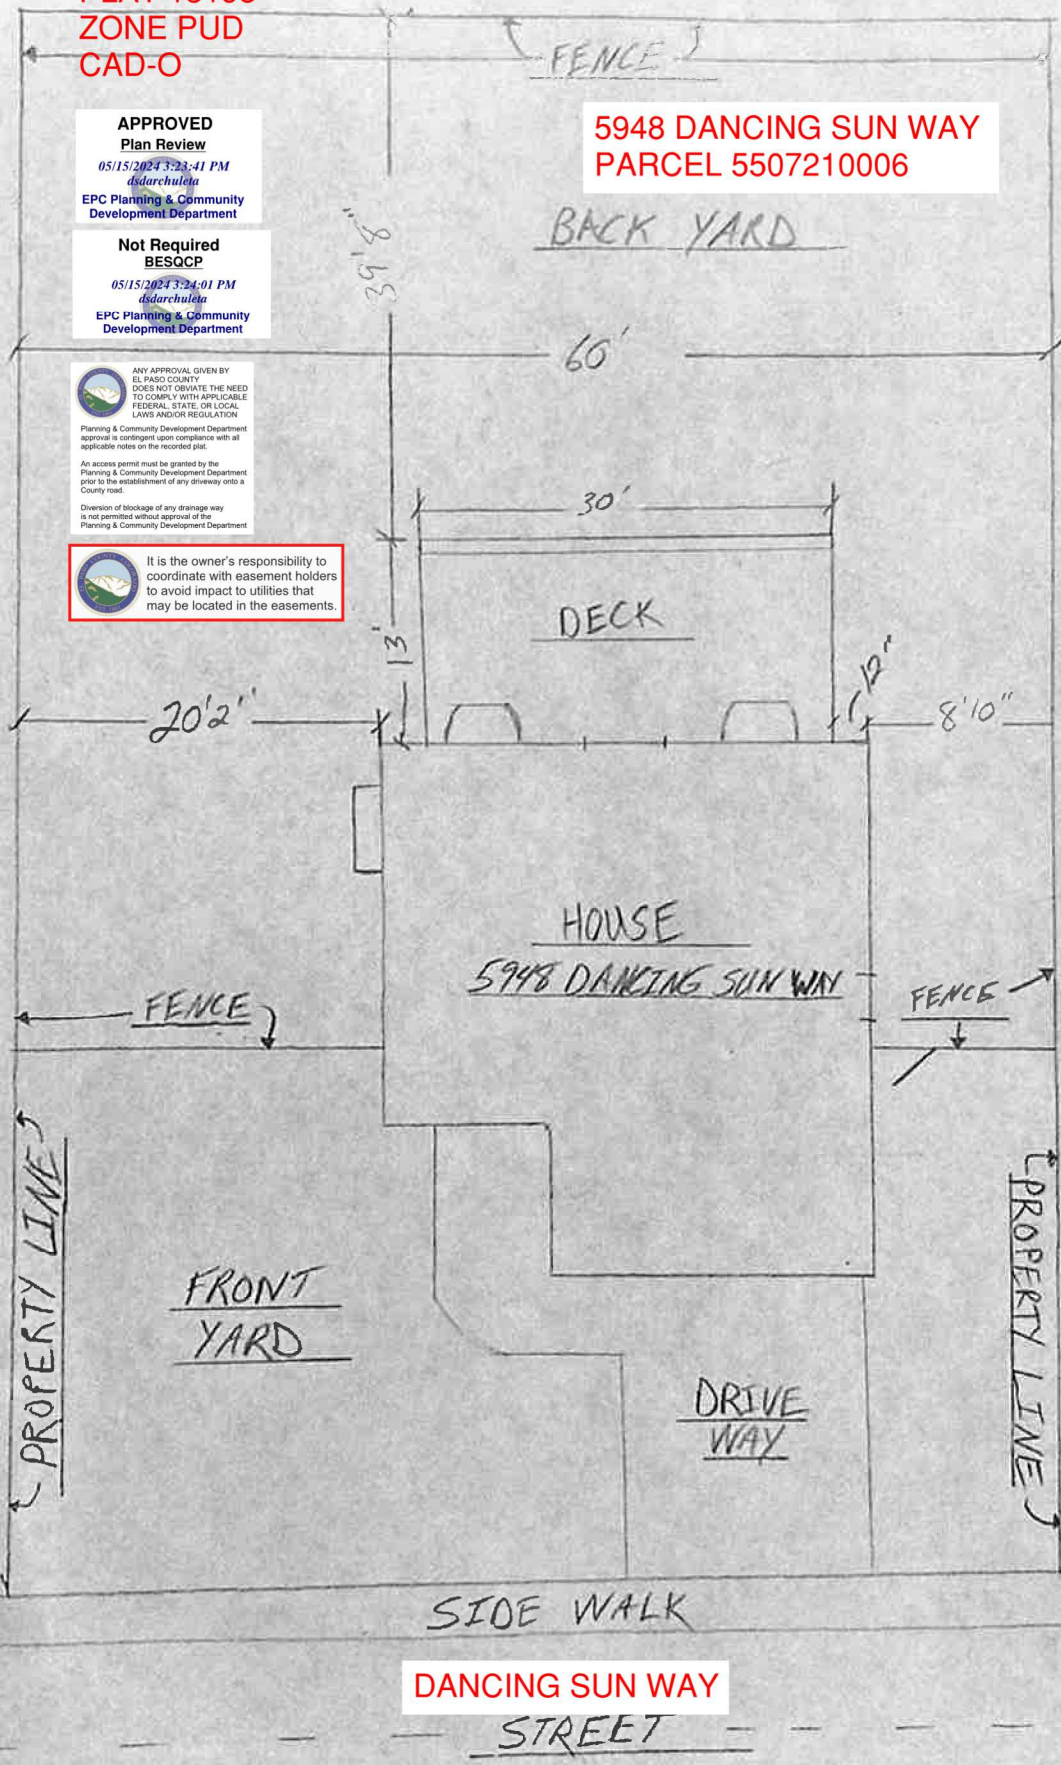 ZONE PUD
CAD-O
FENCE
APPROVED
Plan Review
05/15/2024 3:23:41 PM
dsdarchuleta
EPC Planning & Community
Development Department
5948 DANCING SUN WAY
PARCEL 5507210006
BACK YARD
39'8"
Not Required
BESQCP
05/15/2024 3:24:01 PM
dsdarchuleta
EPC Planning & Community
Development Department
60'
ANY APPROVAL GIVEN BY
EL PASO COUNTY
DOES NOT OBVIATE THE NEED
TO COMPLY WITH APPLICABLE
FEDERAL, STATE, OR LOCAL
LAWS AND/OR REGULATION
Planning & Community Development Department
approval is contingent upon compliance with all
applicable notes on the recorded plat.
An access permit must be granted by the
Planning & Community Development Department
prior to the establishment of any driveway onto a
County road.
Diversion of blockage of any drainage way
is not permitted without approval of the
Planning & Community Development Department
30'
It is the owner's responsibility to
coordinate with easement holders
to avoid impact to utilities that
may be located in the easements.
DECK
13'
12"
20'2"
8'10"
HOUSE
5948 DANCING SUN WAY
FENCE
FENCE
PROPERTY LINE
PROPERTY LINE
FRONT
YARD
DRIVE
WAY
SIDE WALK
DANCING SUN WAY
STREET